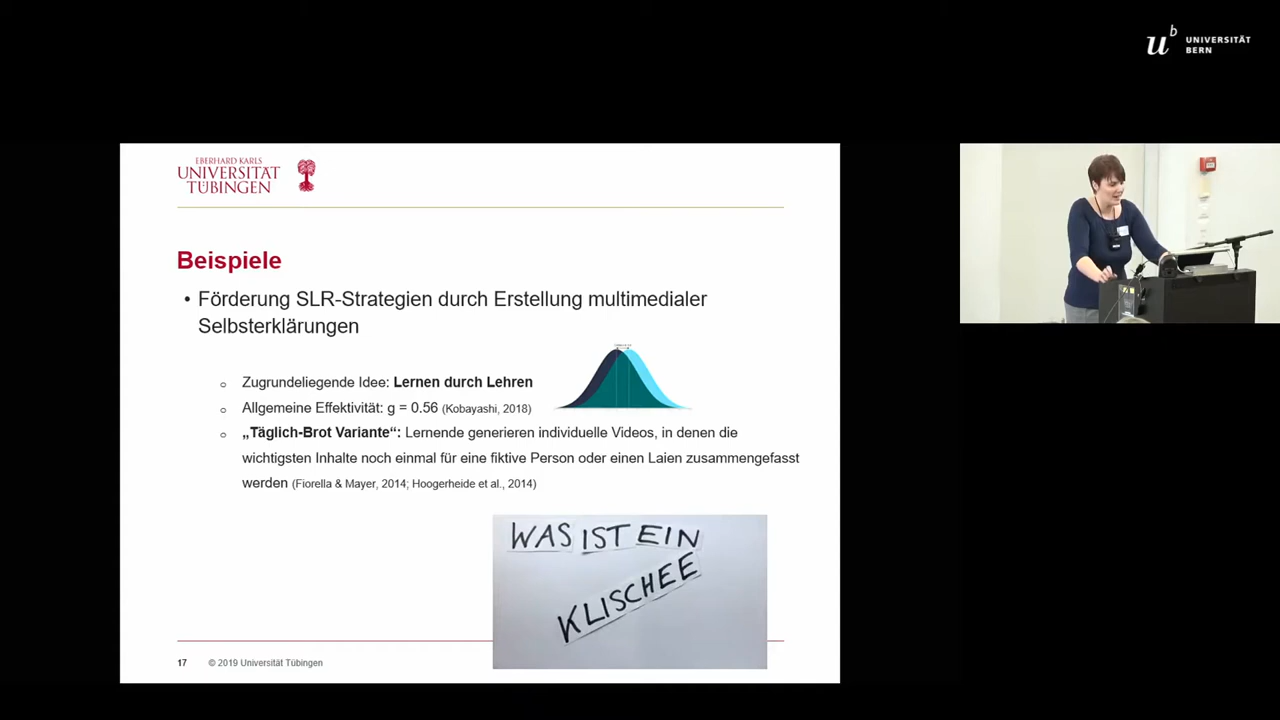 u
b
UNIVERSITÄT
BERN
EBERHARD KARLS
UNIVERSITÄT
TÜBINGEN
Beispiele
• Förderung SLR-Strategien durch Erstellung multimedialer
Selbsterklärungen
o Zugrundeliegende Idee: Lernen durch Lehren
o Allgemeine Effektivität: g = 0.56 (Kobayashi, 2018)
o „Täglich-Brot Variante“: Lernende generieren individuelle Videos, in denen die
wichtigsten Inhalte noch einmal für eine fiktive Person oder einen Laien zusammengefasst
werden (Fiorella & Mayer, 2014; Hoogerheide et al., 2014)
WAS IST EIN
KLISCHEE
17 © 2019 Universität Tübingen